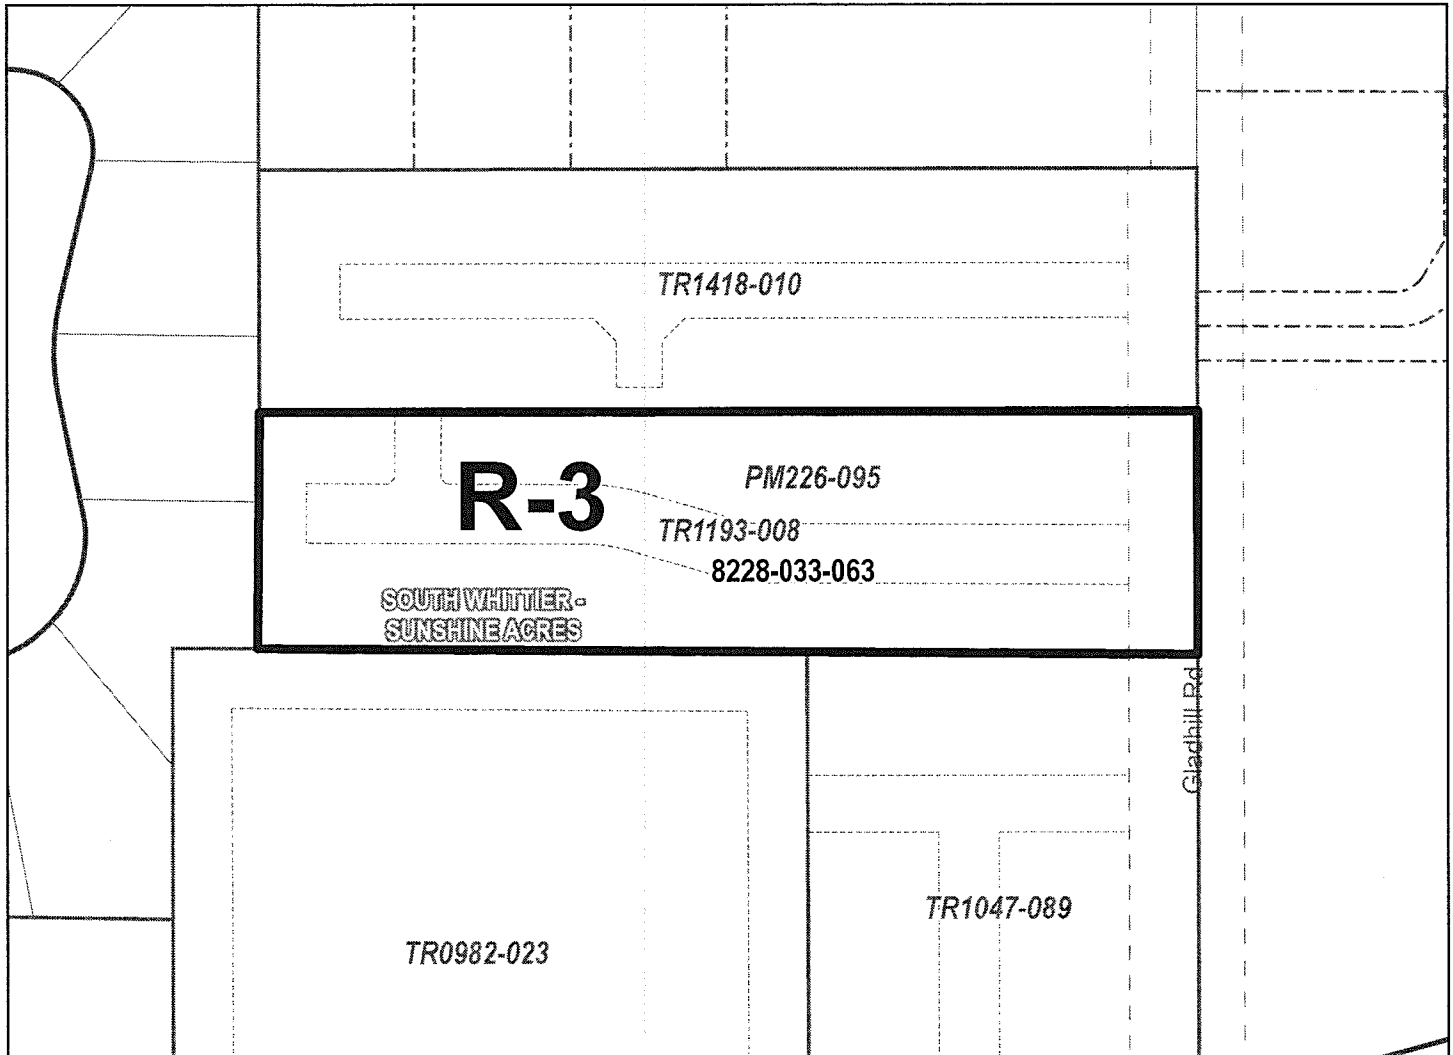 TR1418-010
R-3
PM226-095
TR1193-008
8228-033-063
SOUTH WHITTIER -
SUNSHINE ACRES
Gladhill Rd
TR1047-089
TR0982-023